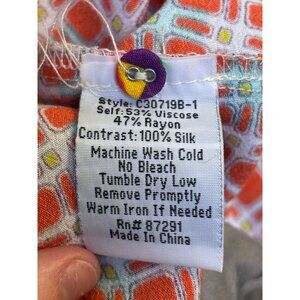 Style: C30719B-1
Self: 53% Viscose
47% Rayon
Contrast: 100% Silk
Machine Wash Cold
No Bleach
Tumble Dry Low
Remove Promptly
Warm Iron If Needed
Rn# 87291
Made In China